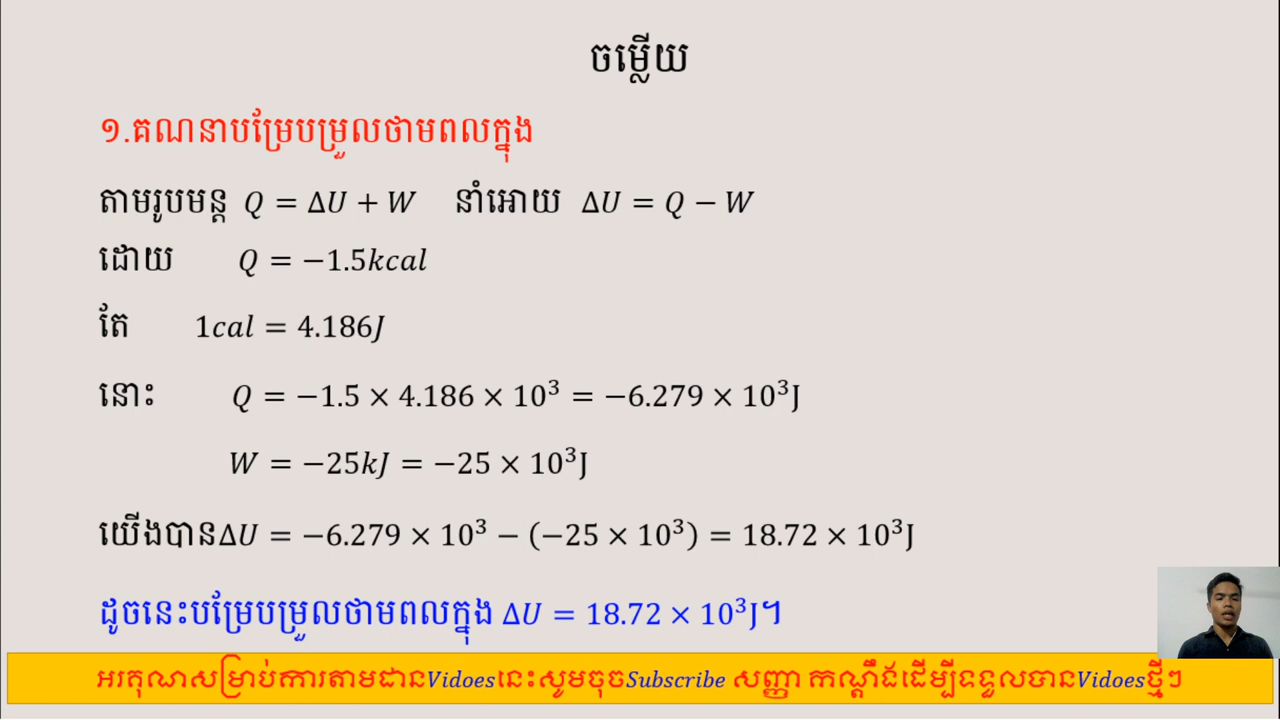 ចម្លើយ
១.គណនាបម្រែបម្រួលថាមពលក្នុង
តាមរូបមន្ត Q = ΔU + W នាំអោយ ΔU = Q − W
ដោយ Q = −1.5kcal
តែ 1cal = 4.186J
នោះ Q = −1.5 × 4.186 × 10³ = −6.279 × 10³J
W = −25kJ = −25 × 10³J
យើងបានΔU = −6.279 × 10³ − (−25 × 10³) = 18.72 × 10³J
ដូចនេះបម្រែបម្រួលថាមពលក្នុង ΔU = 18.72 × 10³J។
អរគុណសម្រាប់ការតាមដានVidoesនេះសូមចុចSubscribe សញ្ញា កណ្ដឹងដើម្បីទទួលបានVidoesថ្មីៗ